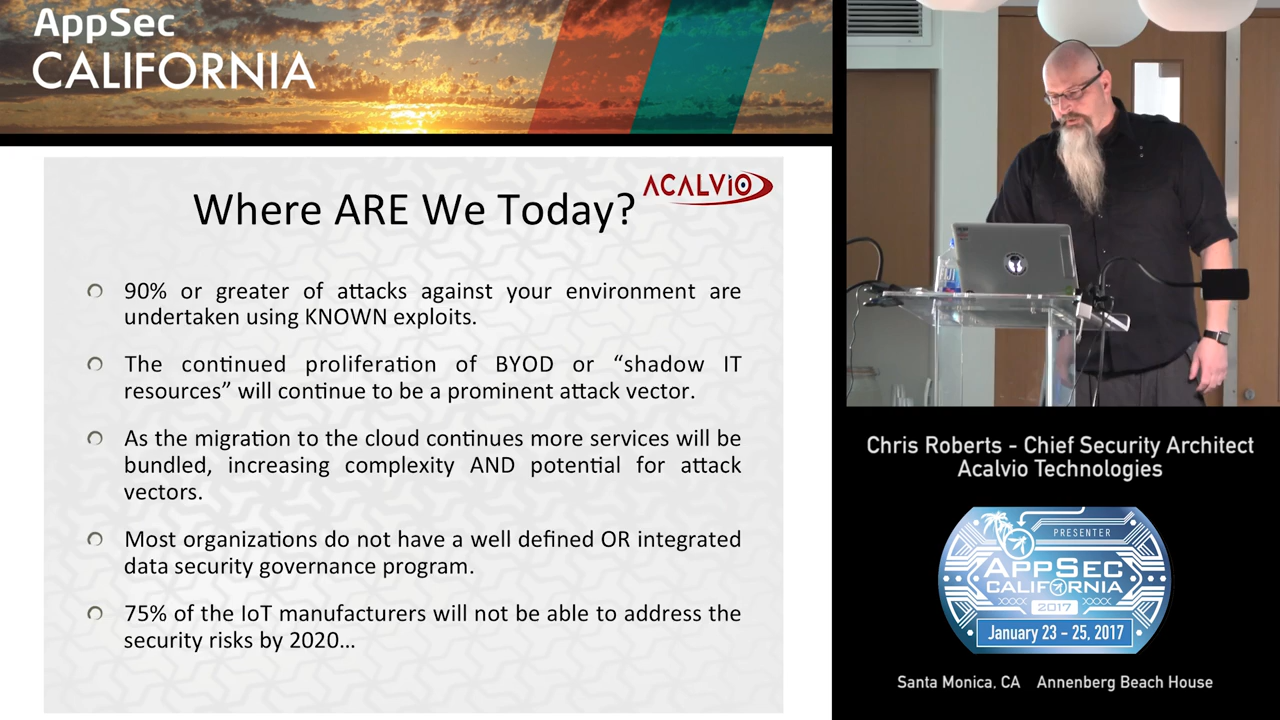 AppSec
CALIFORNIA
ACALVIO
Where ARE We Today?
90% or greater of attacks against your environment are
undertaken using KNOWN exploits.
The continued proliferation of BYOD or “shadow IT
resources” will continue to be a prominent attack vector.
As the migration to the cloud continues more services will be
bundled, increasing complexity AND potential for attack
vectors.
Most organizations do not have a well defined OR integrated
data security governance program.
75% of the IoT manufacturers will not be able to address the
security risks by 2020…
Chris Roberts - Chief Security Architect
Acalvio Technologies
PRESENTER
APPSEC
CALIFORNIA
2017
January 23 - 25, 2017
Santa Monica, CA Annenberg Beach House